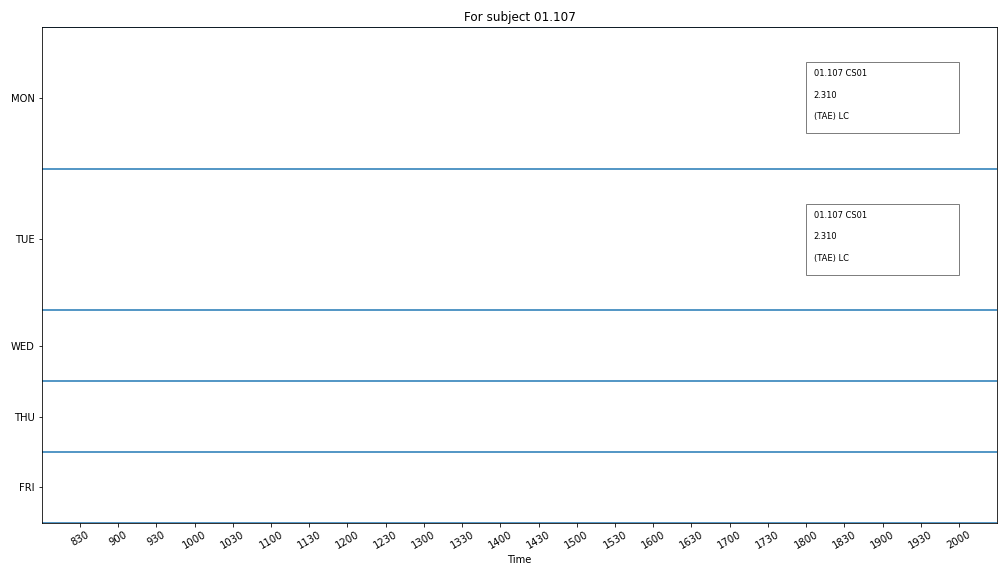 For subject 01.107
MON
01.107 CS01
2.310
(TAE) LC
TUE
01.107 CS01
2.310
(TAE) LC
WED
THU
FRI
830 900 930 1000 1030 1100 1130 1200 1230 1300 1330 1400 1430 1500 1530 1600 1630 1700 1730 1800 1830 1900 1930 2000
Time